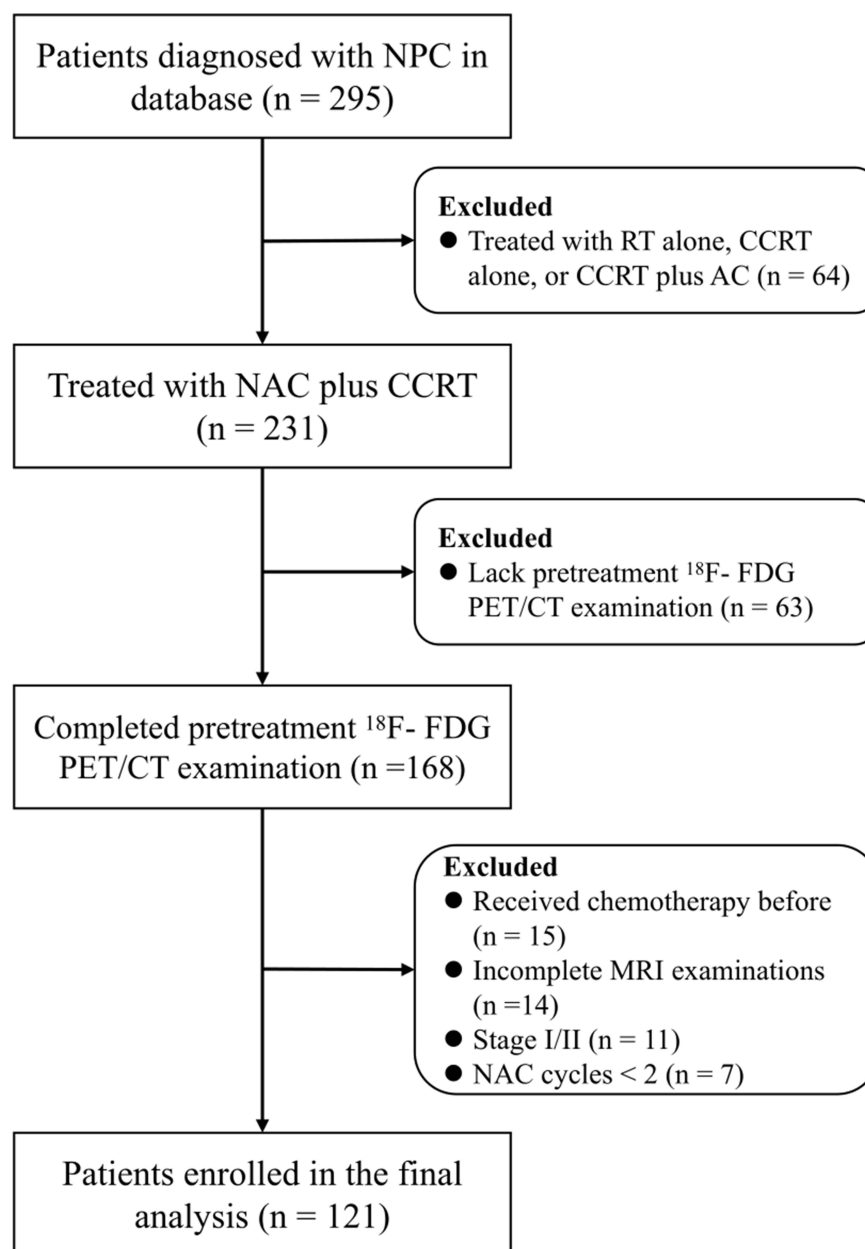 Patients diagnosed with NPC in
database (n = 295)
Excluded
● Treated with RT alone, CCRT
alone, or CCRT plus AC (n = 64)
Treated with NAC plus CCRT
(n = 231)
Excluded
● Lack pretreatment ¹⁸F- FDG
PET/CT examination (n = 63)
Completed pretreatment ¹⁸F- FDG
PET/CT examination (n =168)
Excluded
● Received chemotherapy before
(n = 15)
● Incomplete MRI examinations
(n =14)
● Stage I/II (n = 11)
● NAC cycles < 2 (n = 7)
Patients enrolled in the final
analysis (n = 121)